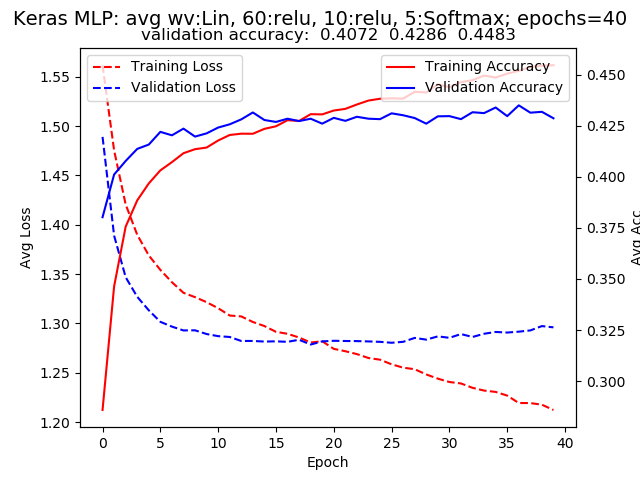 Keras MLP: avg wv:Lin, 60:relu, 10:relu, 5:Softmax; epochs=40
validation accuracy:  0.4072  0.4286  0.4483
Training Loss
Validation Loss
Training Accuracy
Validation Accuracy
Avg Loss
1.55
1.50
1.45
1.40
1.35
1.30
1.25
1.20
0.450
0.425
0.400
0.375
0.350
0.325
0.300
Avg Acc
0 5 10 15 20 25 30 35 40
Epoch